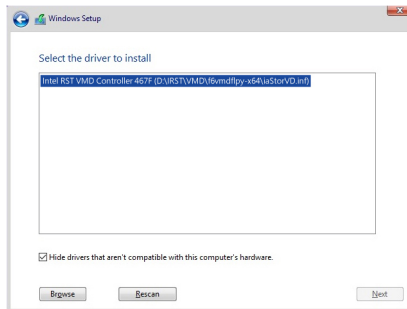 Windows Setup
Select the driver to install
Intel RST VMD Controller 467F (D:\IRST\VMD\f6vmdflpy-x64\iaStorVD.inf)
Hide drivers that aren't compatible with this computer's hardware.
Browse Rescan Next